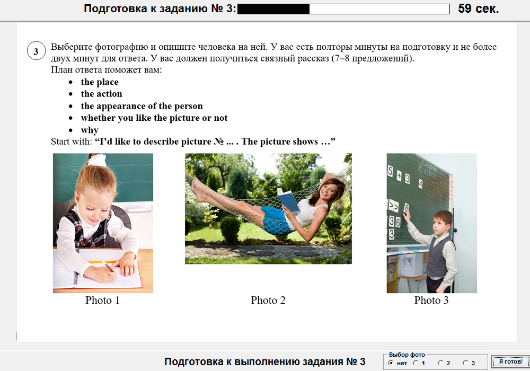 Подготовка к заданию № 3:
59 сек.
3
Выберите фотографию и опишите человека на ней. У вас есть полторы минуты на подготовку и не более
двух минут для ответа. У вас должен получиться связный рассказ (7–8 предложений).
План ответа поможет вам:
• the place
• the action
• the appearance of the person
• whether you like the picture or not
• why
Start with: “I’d like to describe picture № ... . The picture shows …”
Photo 1
Photo 2
Photo 3
Подготовка к выполнению задания № 3
Выбор фото
нет 1 2 3
Я готов!